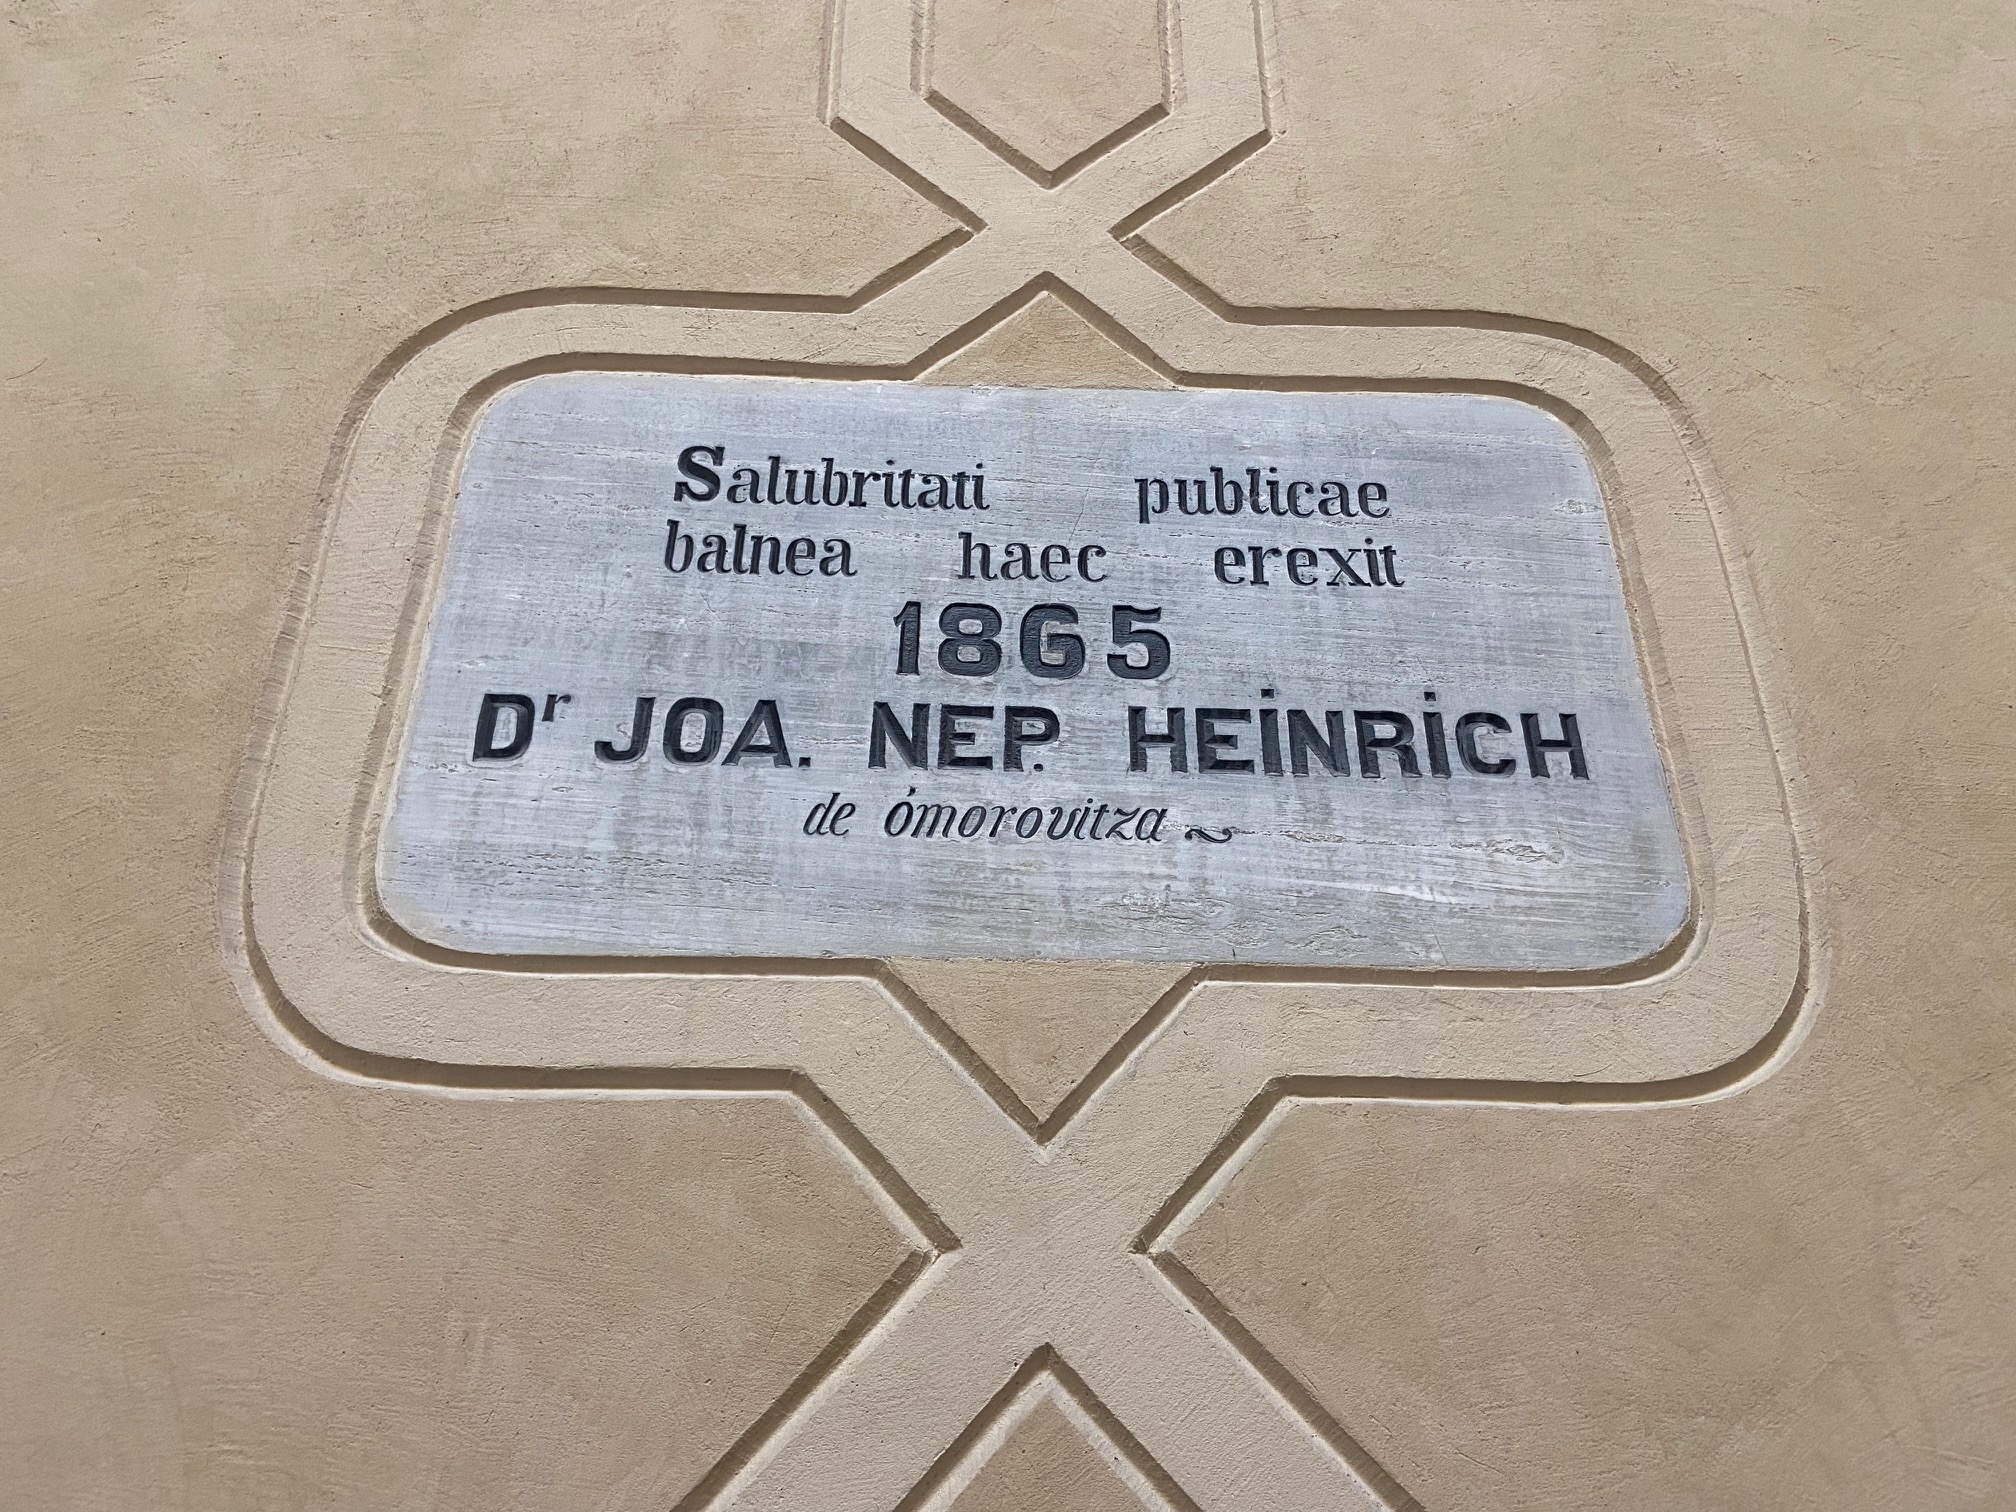 Salubritati publicae
balnea haec erexit
1865
Dr JOA. NEP. HEINRICH
de ómorovitza